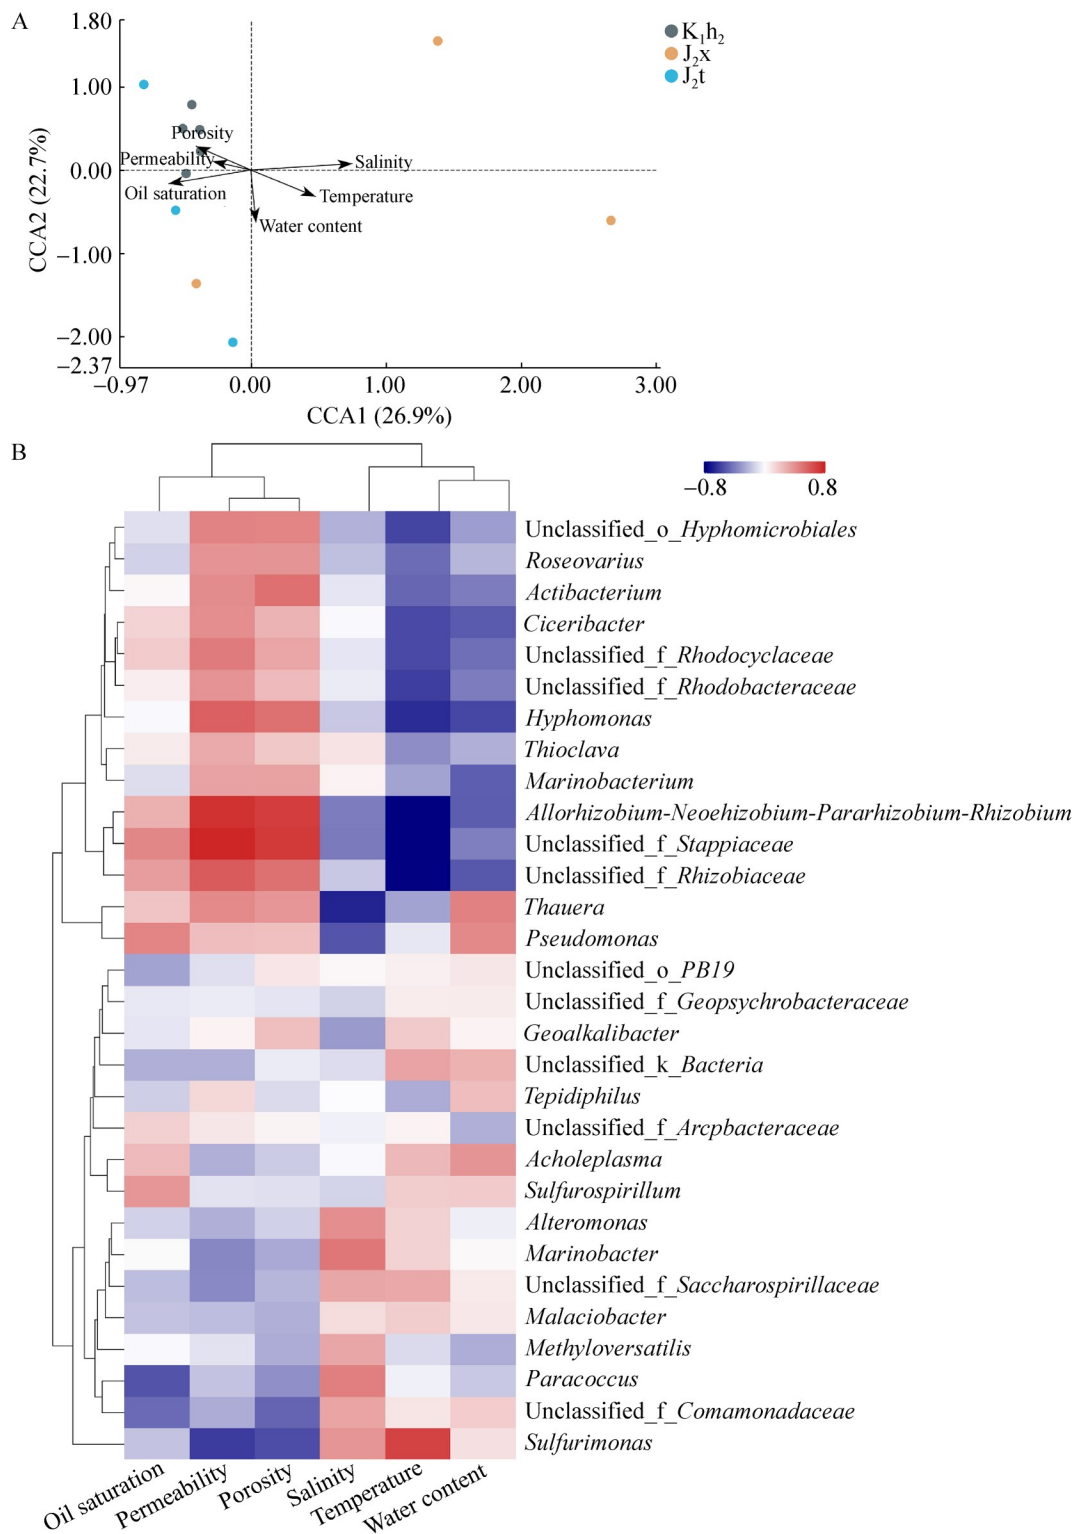 A
1.80
1.00
0.00
−1.00
−2.00
−2.37
CCA2 (22.7%)
−0.97
0.00
1.00
2.00
3.00
CCA1 (26.9%)
K₁h₂
J₂x
J₂t
Porosity
Permeability
Oil saturation
Salinity
Temperature
Water content
B
−0.8
0.8
Unclassified_o_Hyphomicrobiales
Roseovarius
Actibacterium
Ciceribacter
Unclassified_f_Rhodocyclaceae
Unclassified_f_Rhodobacteraceae
Hyphomonas
Thioclava
Marinobacterium
Allorhizobium-Neoehizobium-Pararhizobium-Rhizobium
Unclassified_f_Stappiaceae
Unclassified_f_Rhizobiaceae
Thauera
Pseudomonas
Unclassified_o_PB19
Unclassified_f_Geopsychrobacteraceae
Geoalkalibacter
Unclassified_k_Bacteria
Tepidiphilus
Unclassified_f_Arcpbacteraceae
Acholeplasma
Sulfurospirillum
Alteromonas
Marinobacter
Unclassified_f_Saccharospirillaceae
Malaciobacter
Methyloversatilis
Paracoccus
Unclassified_f_Comamonadaceae
Sulfurimonas
Oil saturation
Permeability
Porosity
Salinity
Temperature
Water content